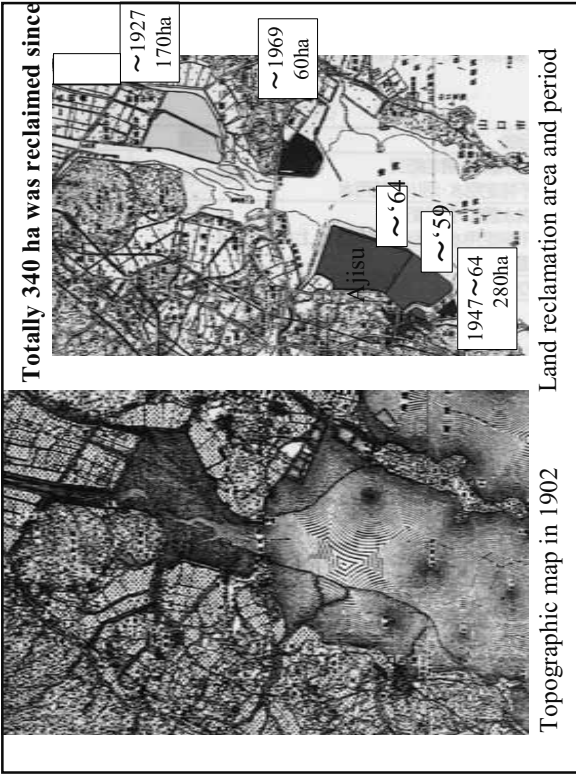 Totally 340 ha was reclaimed since
~1927
170ha
~1969
60ha
Ajisu
~‘64
~‘59
1947~64
280ha
Topographic map in 1902
Land reclamation area and period